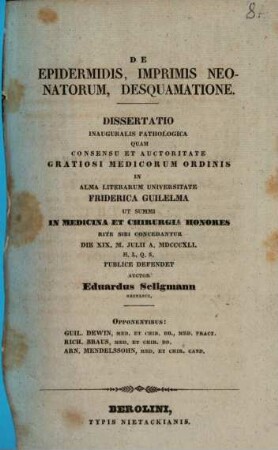 8.
DE
EPIDERMIDIS, IMPRIMIS NEO-
NATORUM, DESQUAMATIONE.
DISSERTATIO
INAUGURALIS PATHOLOGICA
QUAM
CONSENSU ET AUCTORITATE
GRATIOSI MEDICORUM ORDINIS
IN
ALMA LITERARUM UNIVERSITATE
FRIDERICA GUILELMA
UT SUMMI
IN MEDICINA ET CHIRURGIA HONORES
RITE SIBI CONCEDANTUR
DIE XIX. M. JULII A. MDCCCXLI.
H. L. Q. S.
PUBLICE DEFENDET
AUCTOR
Eduardus Seligmann
OPPONENTIBUS:
GUIL. DEWIN, MED. ET CHIR. DR., MED. PRACT.
RICH. BRAUN, MED. ET CHIR. DR.
ARN. MENDELSSOHN, MED. ET CHIR. CAND.
BEROLINI,
TYPIS NIETACKIANIS.